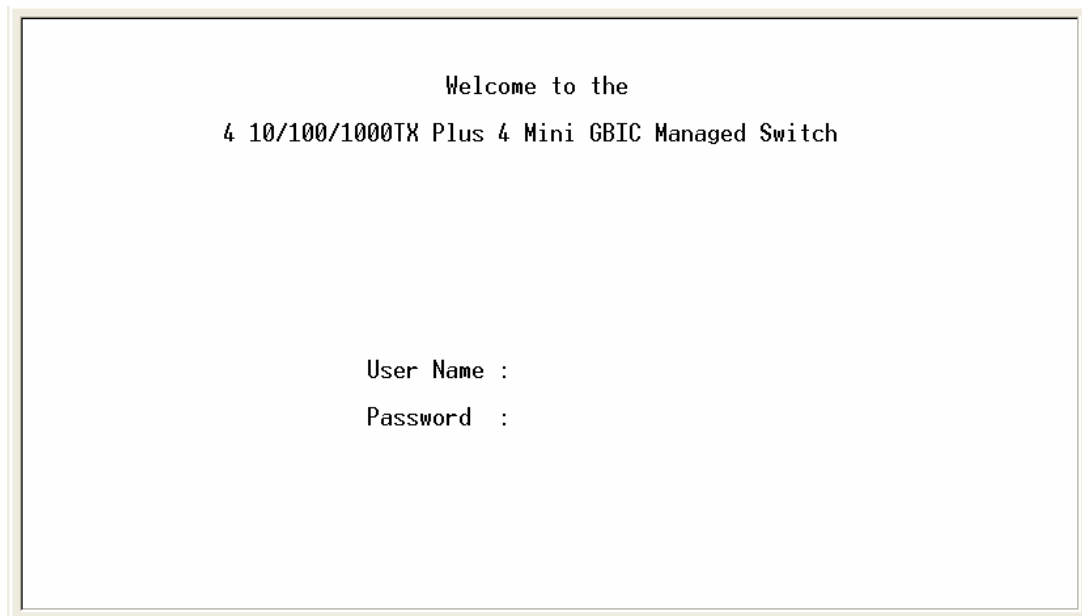 Welcome to the
4 10/100/1000TX Plus 4 Mini GBIC Managed Switch
User Name :
Password :